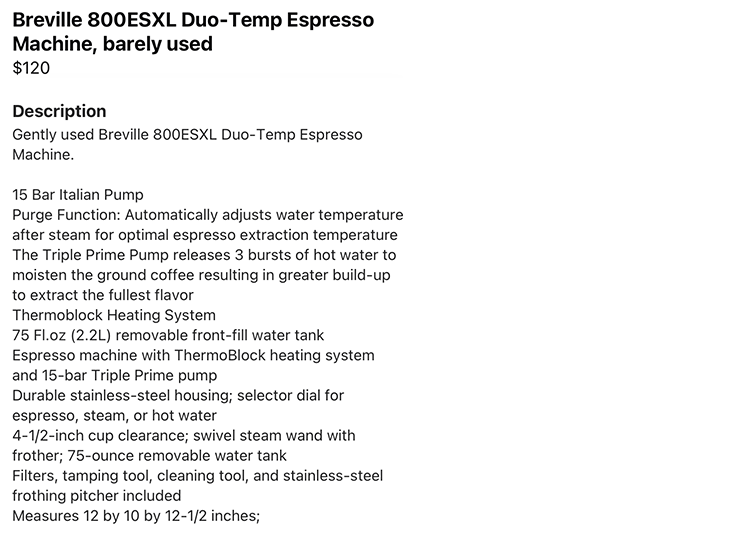 Breville 800ESXL Duo-Temp Espresso
Machine, barely used
$120
Description
Gently used Breville 800ESXL Duo-Temp Espresso
Machine.
15 Bar Italian Pump
Purge Function: Automatically adjusts water temperature
after steam for optimal espresso extraction temperature
The Triple Prime Pump releases 3 bursts of hot water to
moisten the ground coffee resulting in greater build-up
to extract the fullest flavor
Thermoblock Heating System
75 Fl.oz (2.2L) removable front-fill water tank
Espresso machine with ThermoBlock heating system
and 15-bar Triple Prime pump
Durable stainless-steel housing; selector dial for
espresso, steam, or hot water
4-1/2-inch cup clearance; swivel steam wand with
frother; 75-ounce removable water tank
Filters, tamping tool, cleaning tool, and stainless-steel
frothing pitcher included
Measures 12 by 10 by 12-1/2 inches;